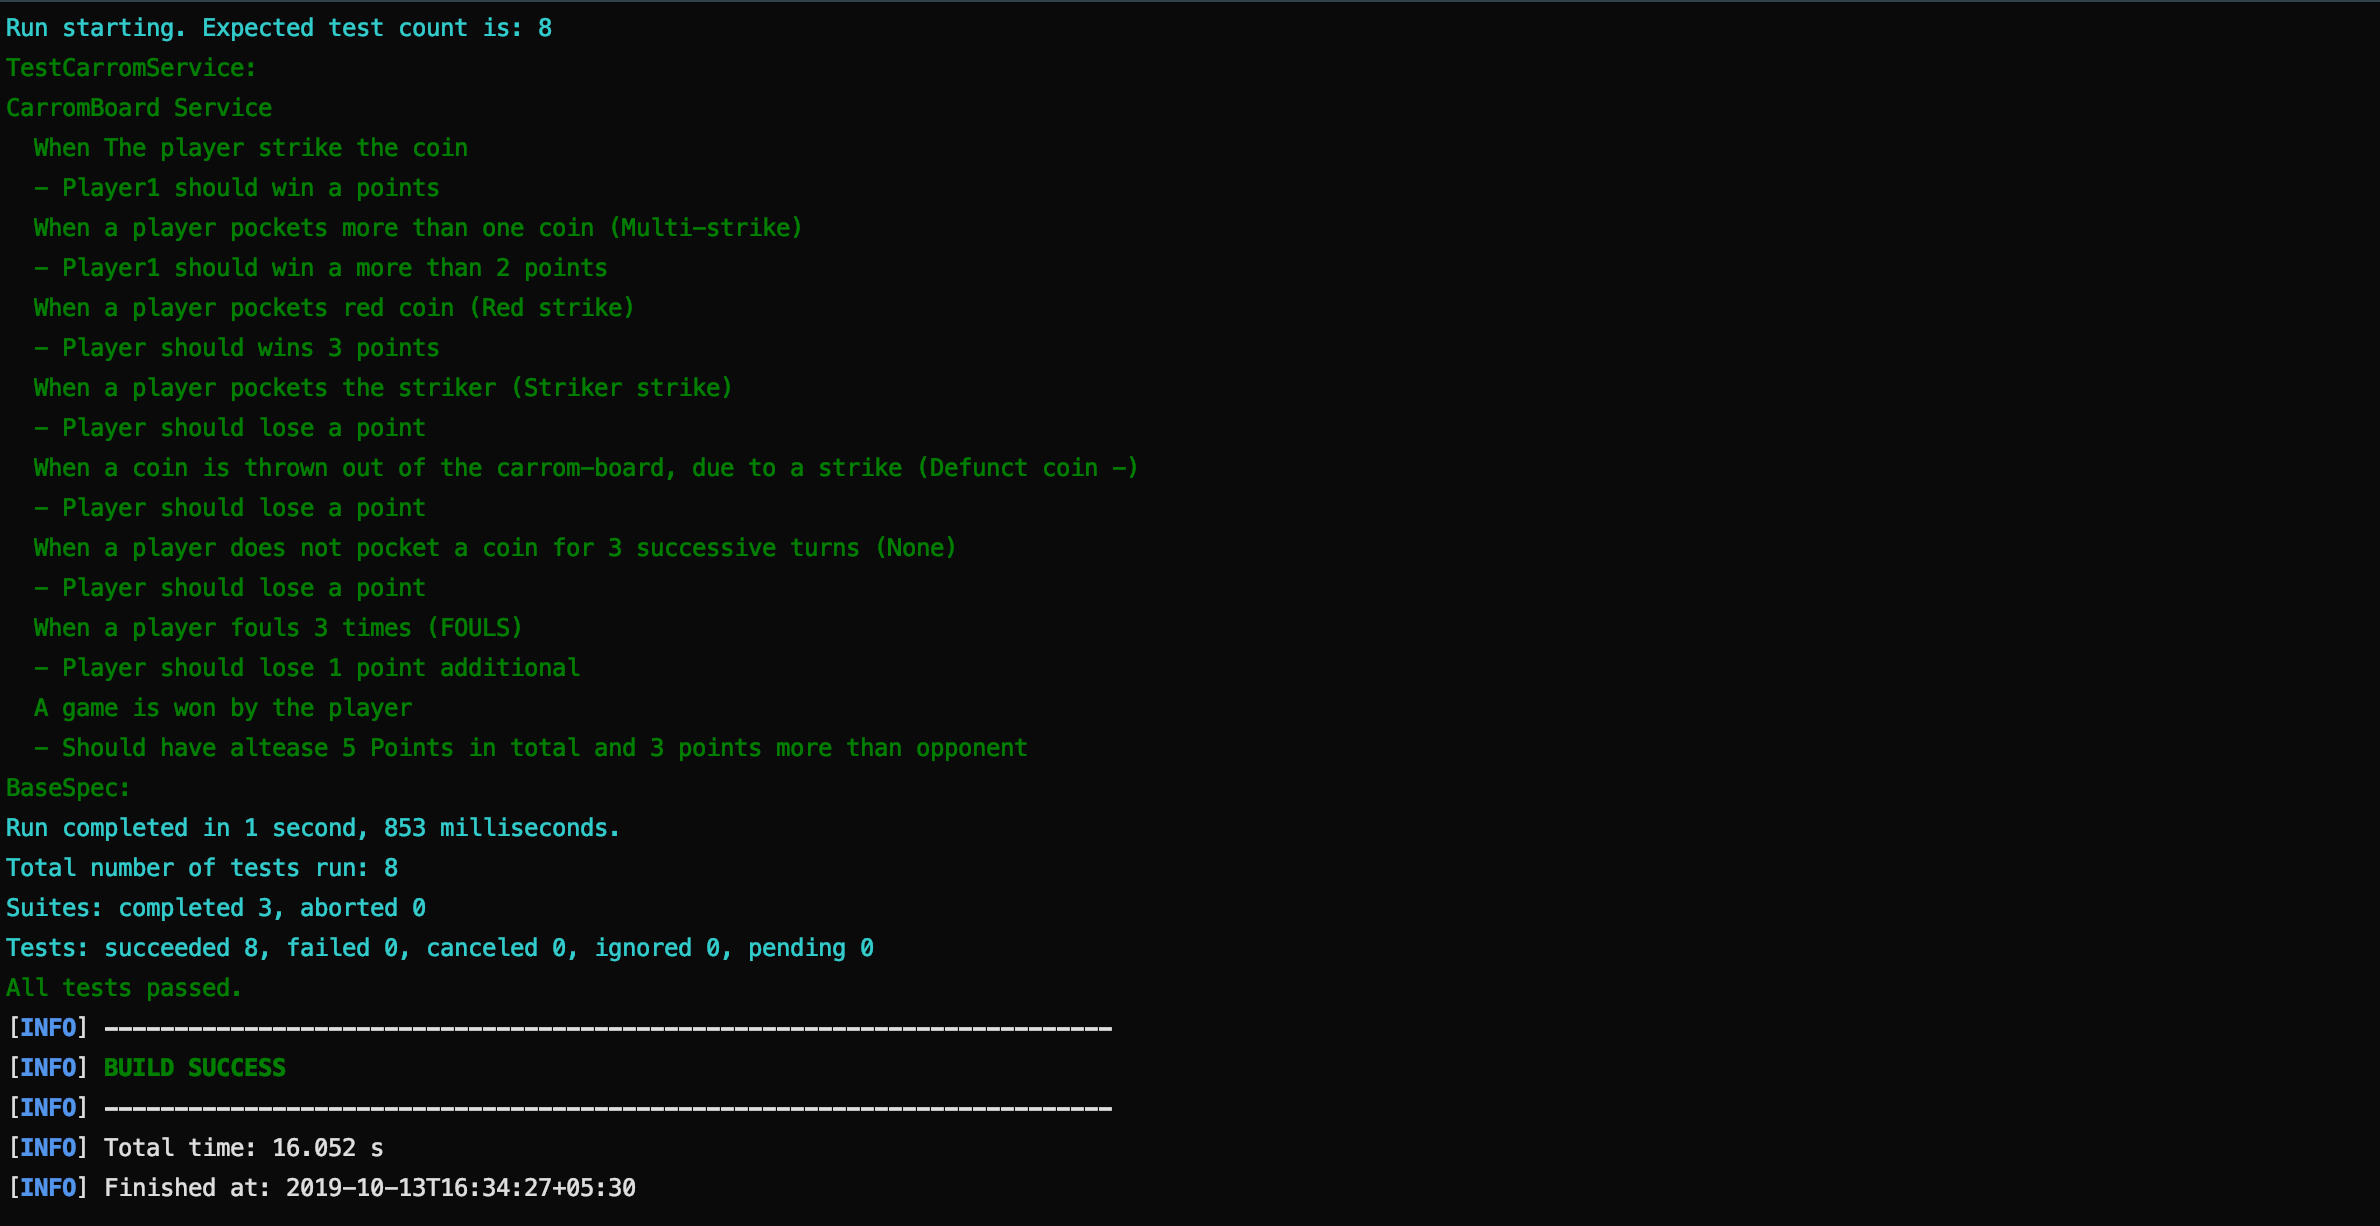 Run starting. Expected test count is: 8
TestCarromService:
CarromBoard Service
  When The player strike the coin
  - Player1 should win a points
  When a player pockets more than one coin (Multi-strike)
  - Player1 should win a more than 2 points
  When a player pockets red coin (Red strike)
  - Player should wins 3 points
  When a player pockets the striker (Striker strike)
  - Player should lose a point
  When a coin is thrown out of the carrom-board, due to a strike (Defunct coin -)
  - Player should lose a point
  When a player does not pocket a coin for 3 successive turns (None)
  - Player should lose a point
  When a player fouls 3 times (FOULS)
  - Player should lose 1 point additional
  A game is won by the player
  - Should have altease 5 Points in total and 3 points more than opponent
BaseSpec:
Run completed in 1 second, 853 milliseconds.
Total number of tests run: 8
Suites: completed 3, aborted 0
Tests: succeeded 8, failed 0, canceled 0, ignored 0, pending 0
All tests passed.
[INFO] ------------------------------------------------------------------------
[INFO] BUILD SUCCESS
[INFO] ------------------------------------------------------------------------
[INFO] Total time: 16.052 s
[INFO] Finished at: 2019-10-13T16:34:27+05:30